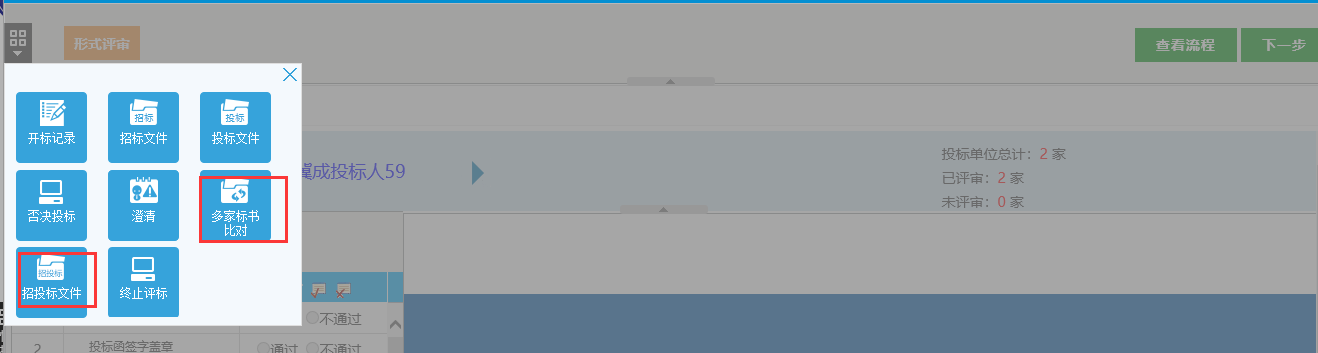 形式评审
查看流程
下一步
招标
投标
开标记录
招标文件
投标文件
翼成投标人59
投标单位总计：2 家
已评审：2 家
未评审：0 家
否决投标
澄清
多家标书
比对
招投标
招投标文件
终止评标
不通过
2
投标函签字盖章
通过
不通过